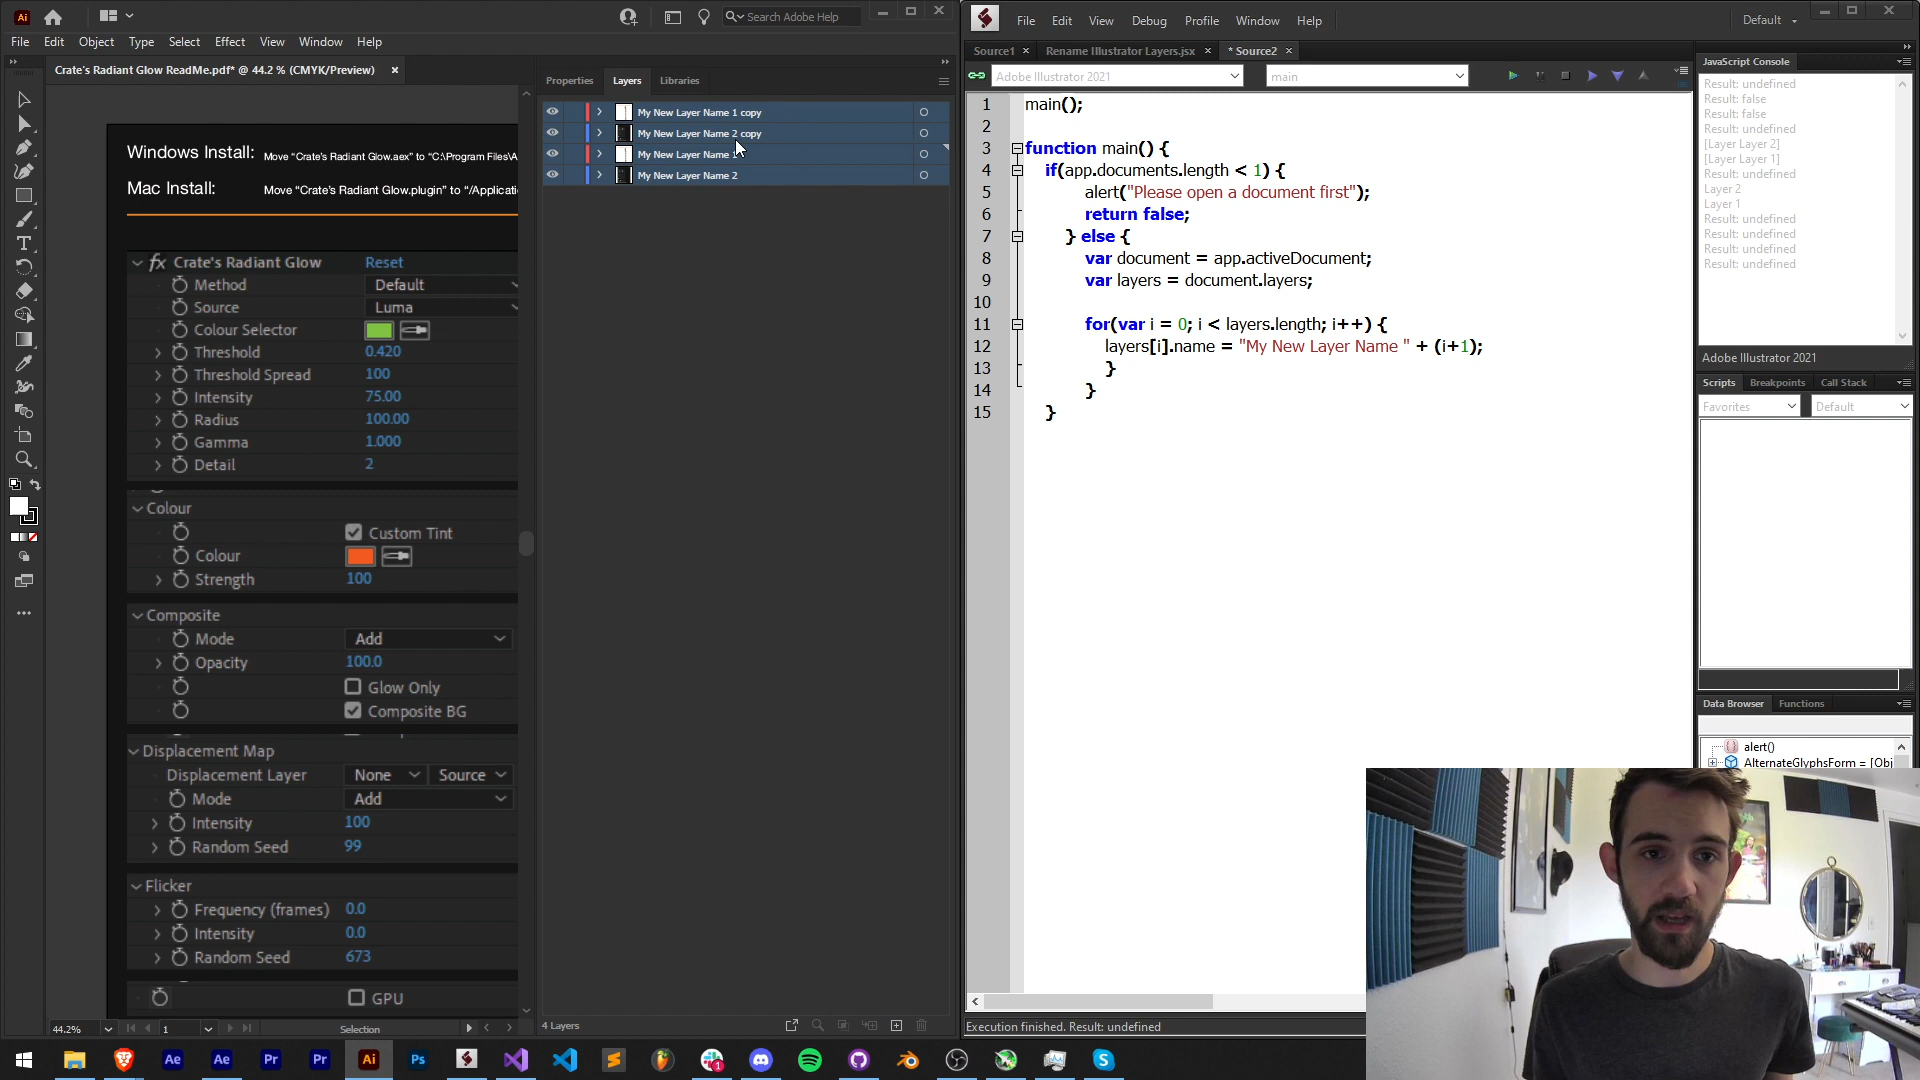 Ai
Search Adobe Help
File Edit Object Type Select Effect View Window Help
Crate's Radiant Glow ReadMe.pdf* @ 44.2 % (CMYK/Preview)
Windows Install: Move “Crate's Radiant Glow.aex” to “C:\Program Files\A
Mac Install: Move “Crate's Radiant Glow.plugin” to “/Applicatio
fx Crate's Radiant Glow Reset
Method Default
Source Luma
Colour Selector
Threshold 0.420
Threshold Spread 100
Intensity 75.00
Radius 100.00
Gamma 1.000
Detail 2
Colour
Custom Tint
Colour
Strength 100
Composite
Mode Add
Opacity 100.0
Glow Only
Composite BG
Displacement Map
Displacement Layer None Source
Mode Add
Intensity 100
Random Seed 99
Flicker
Frequency (frames) 0.0
Intensity 0.0
Random Seed 673
GPU
44.2% 1 Selection
Properties Layers Libraries
My New Layer Name 1 copy
My New Layer Name 2 copy
My New Layer Name 1
My New Layer Name 2
4 Layers
File Edit View Debug Profile Window Help
Default
Source1 Rename Illustrator Layers.jsx * Source2
Adobe Illustrator 2021 main
1 main();
2
3 function main() {
4 if(app.documents.length < 1) {
5 alert("Please open a document first");
6 return false;
7 } else {
8 var document = app.activeDocument;
9 var layers = document.layers;
10
11 for(var i = 0; i < layers.length; i++) {
12 layers[i].name = "My New Layer Name " + (i+1);
13 }
14 }
15 }
Execution finished. Result: undefined
JavaScript Console
Result: undefined
Result: false
Result: false
Result: undefined
[Layer Layer 2]
[Layer Layer 1]
Result: undefined
Layer 2
Layer 1
Result: undefined
Result: undefined
Result: undefined
Result: undefined
Adobe Illustrator 2021
Scripts Breakpoints Call Stack
Favorites Default
Data Browser Functions
alert()
AlternateGlyphsForm = [Obj
Ae Ae Pr Pr Ai Ps 1